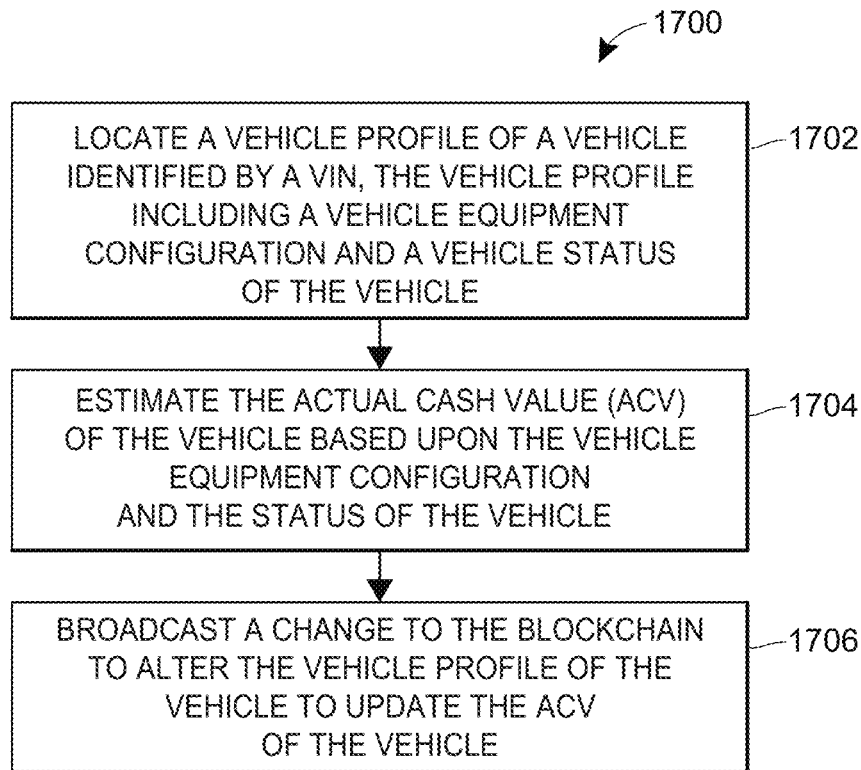 1700
LOCATE A VEHICLE PROFILE OF A VEHICLE
IDENTIFIED BY A VIN, THE VEHICLE PROFILE
INCLUDING A VEHICLE EQUIPMENT
CONFIGURATION AND A VEHICLE STATUS
OF THE VEHICLE
1702
ESTIMATE THE ACTUAL CASH VALUE (ACV)
OF THE VEHICLE BASED UPON THE VEHICLE
EQUIPMENT CONFIGURATION
AND THE STATUS OF THE VEHICLE
1704
BROADCAST A CHANGE TO THE BLOCKCHAIN
TO ALTER THE VEHICLE PROFILE OF THE
VEHICLE TO UPDATE THE ACV
OF THE VEHICLE
1706